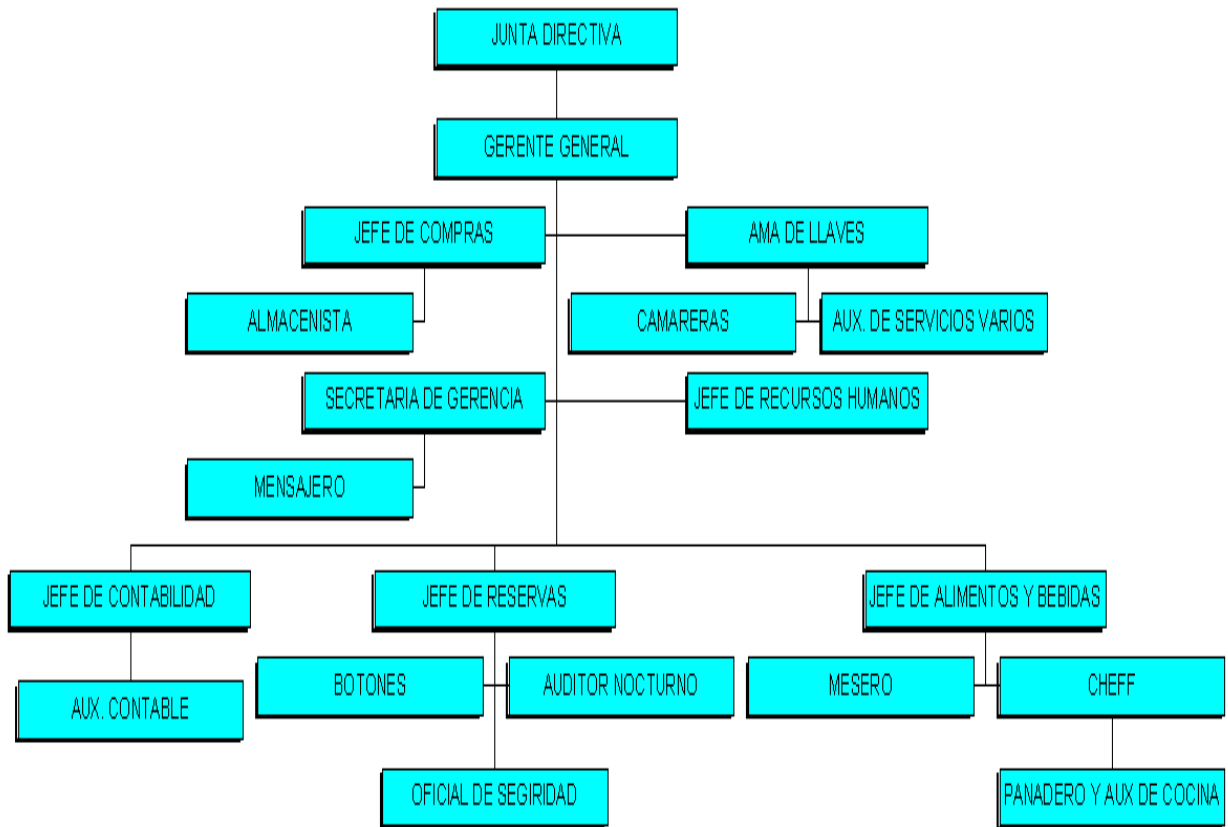 JUNTA DIRECTIVA
GERENTE GENERAL
JEFE DE COMPRAS
AMA DE LLAVES
ALMACENISTA
CAMARERAS
AUX. DE SERVICIOS VARIOS
SECRETARIA DE GERENCIA
JEFE DE RECURSOS HUMANOS
MENSAJERO
JEFE DE CONTABILIDAD
JEFE DE RESERVAS
JEFE DE ALIMENTOS Y BEBIDAS
AUX. CONTABLE
BOTONES
AUDITOR NOCTURNO
MESERO
CHEFF
OFICIAL DE SEGIRIDAD
PANADERO Y AUX DE COCINA